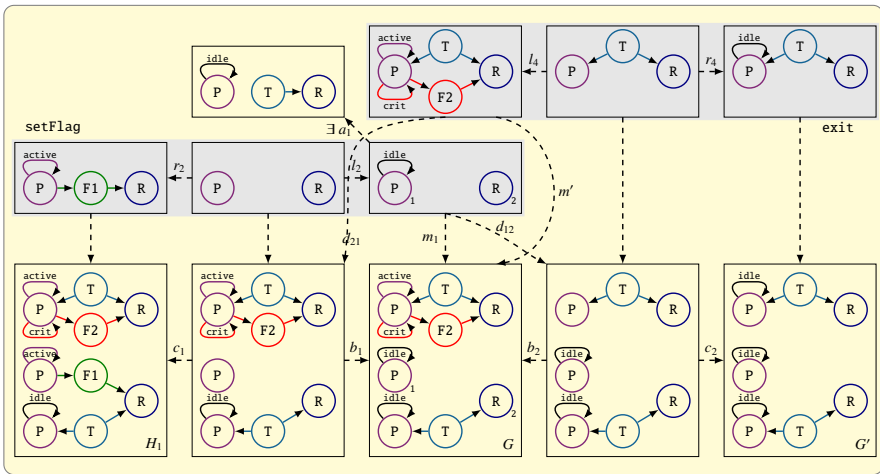 active
T
idle
T
idle
T
P
R
l₄
P
R
r₄
P
R
P
T
R
F2
crit
setFlag
∃ a₁
exit
active
idle
P
F1
R
r₂
P
R
l₂
P
1
R
2
m′
d₂₁
m₁
d₁₂
active
T
active
T
active
T
T
idle
T
P
R
P
R
P
R
P
R
P
R
crit
F2
crit
F2
crit
F2
active
c₁
b₁
idle
b₂
idle
c₂
idle
P
F1
P
P
1
P
P
idle
R
idle
R
idle
R
2
idle
R
idle
R
P
T
P
T
P
T
P
T
P
T
H₁
G
G′